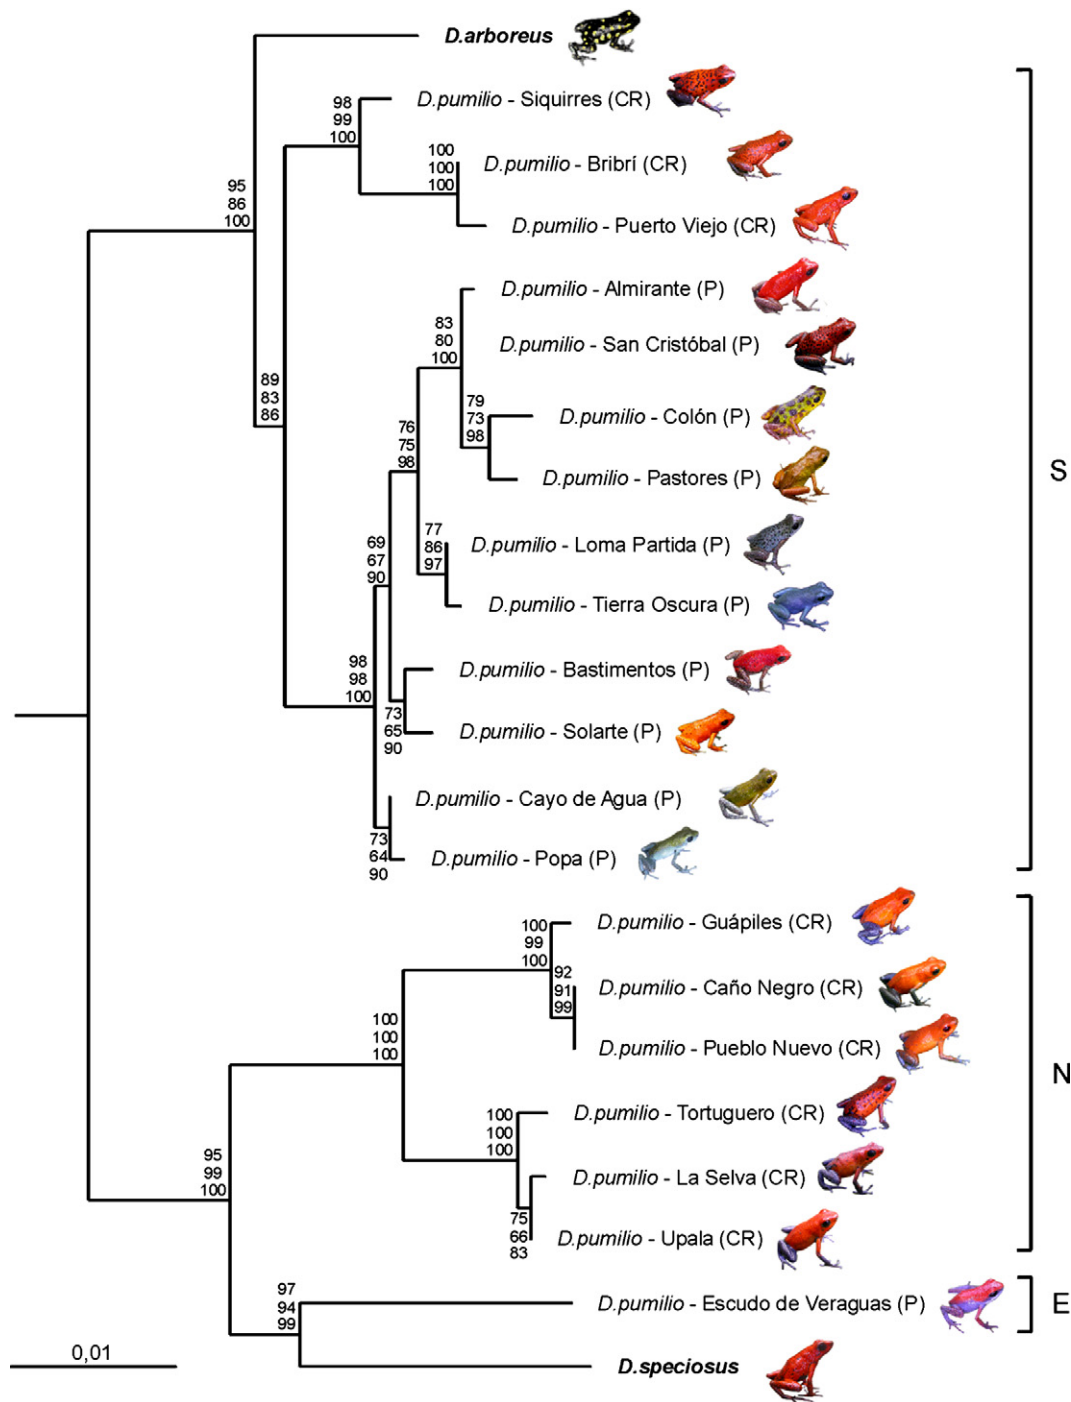 D.arboreus
D.pumilio - Siquirres (CR)
98
99
100
D.pumilio - Bribrí (CR)
100
100
100
D.pumilio - Puerto Viejo (CR)
95
86
100
D.pumilio - Almirante (P)
83
80
100
D.pumilio - San Cristóbal (P)
89
83
86
79
73
98
D.pumilio - Colón (P)
76
75
98
D.pumilio - Pastores (P)
S
69
67
90
77
86
97
D.pumilio - Loma Partida (P)
D.pumilio - Tierra Oscura (P)
98
98
100
D.pumilio - Bastimentos (P)
73
65
90
D.pumilio - Solarte (P)
D.pumilio - Cayo de Agua (P)
73
64
90
D.pumilio - Popa (P)
100
99
100
D.pumilio - Guápiles (CR)
92
91
99
D.pumilio - Caño Negro (CR)
100
100
100
D.pumilio - Pueblo Nuevo (CR)
N
100
100
100
D.pumilio - Tortuguero (CR)
95
99
100
D.pumilio - La Selva (CR)
75
66
83
D.pumilio - Upala (CR)
97
94
99
D.pumilio - Escudo de Veraguas (P)
E
0,01
D.speciosus